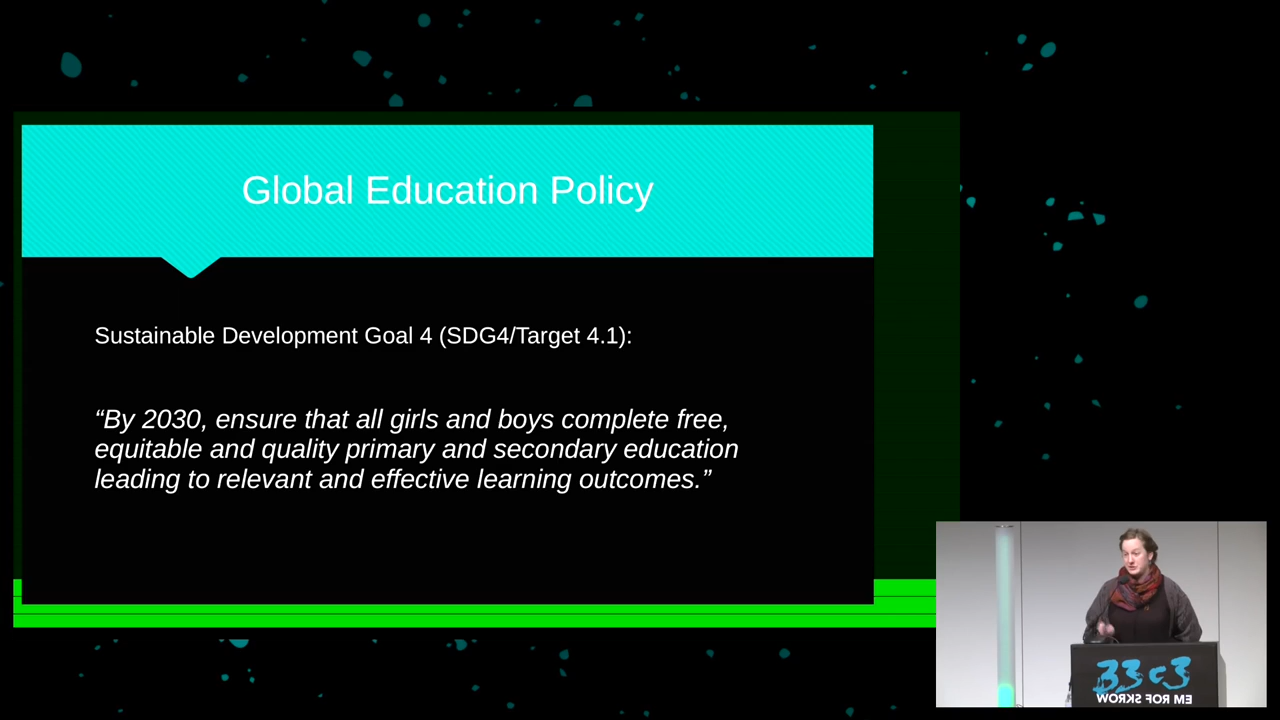 Global Education Policy
Sustainable Development Goal 4 (SDG4/Target 4.1):
“By 2030, ensure that all girls and boys complete free,
equitable and quality primary and secondary education
leading to relevant and effective learning outcomes.”
33c3
WORKS FOR ME